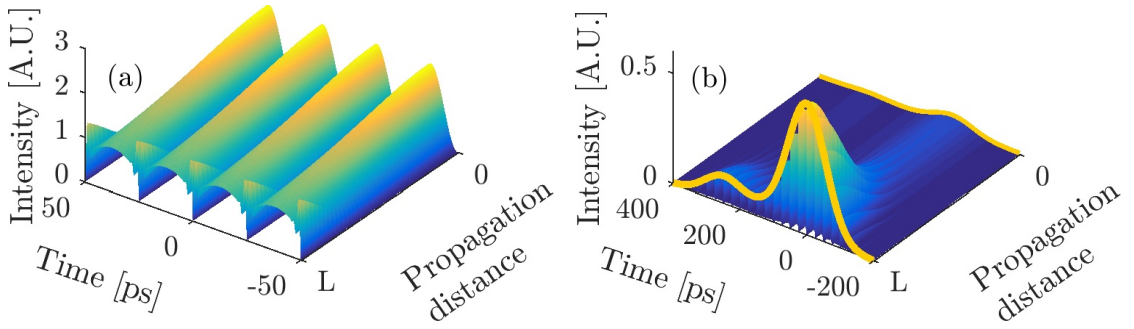 (a)
Intensity [A.U.]
3
2
1
0
50
0
-50
Time [ps]
L
0
Propagation
distance
(b)
Intensity [A.U.]
0.5
0
400
200
0
-200
Time [ps]
L
0
Propagation
distance